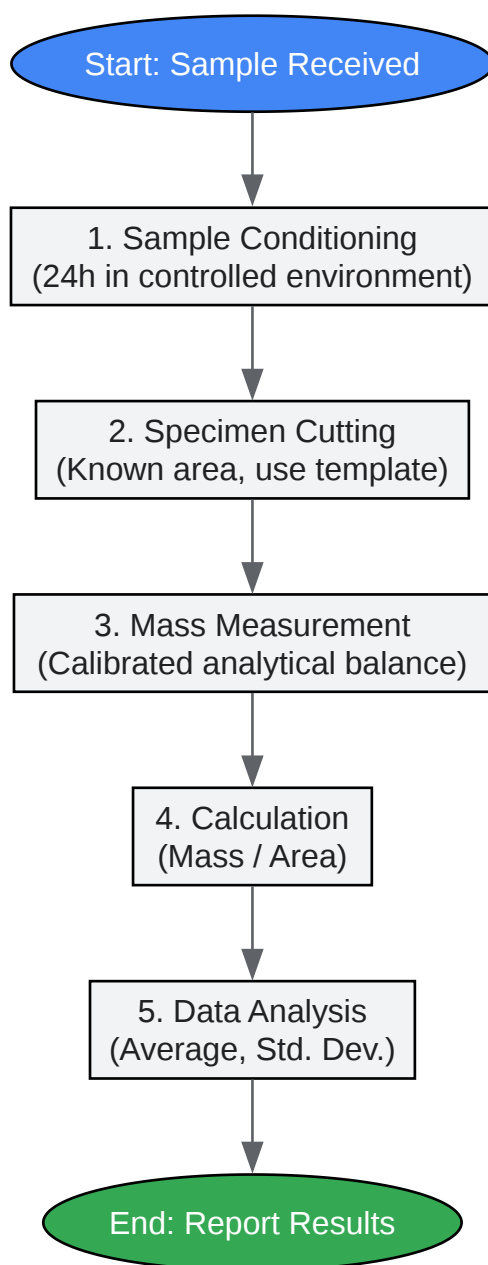 Start: Sample Received
1. Sample Conditioning
(24h in controlled environment)
2. Specimen Cutting
(Known area, use template)
3. Mass Measurement
(Calibrated analytical balance)
4. Calculation
(Mass / Area)
5. Data Analysis
(Average, Std. Dev.)
End: Report Results